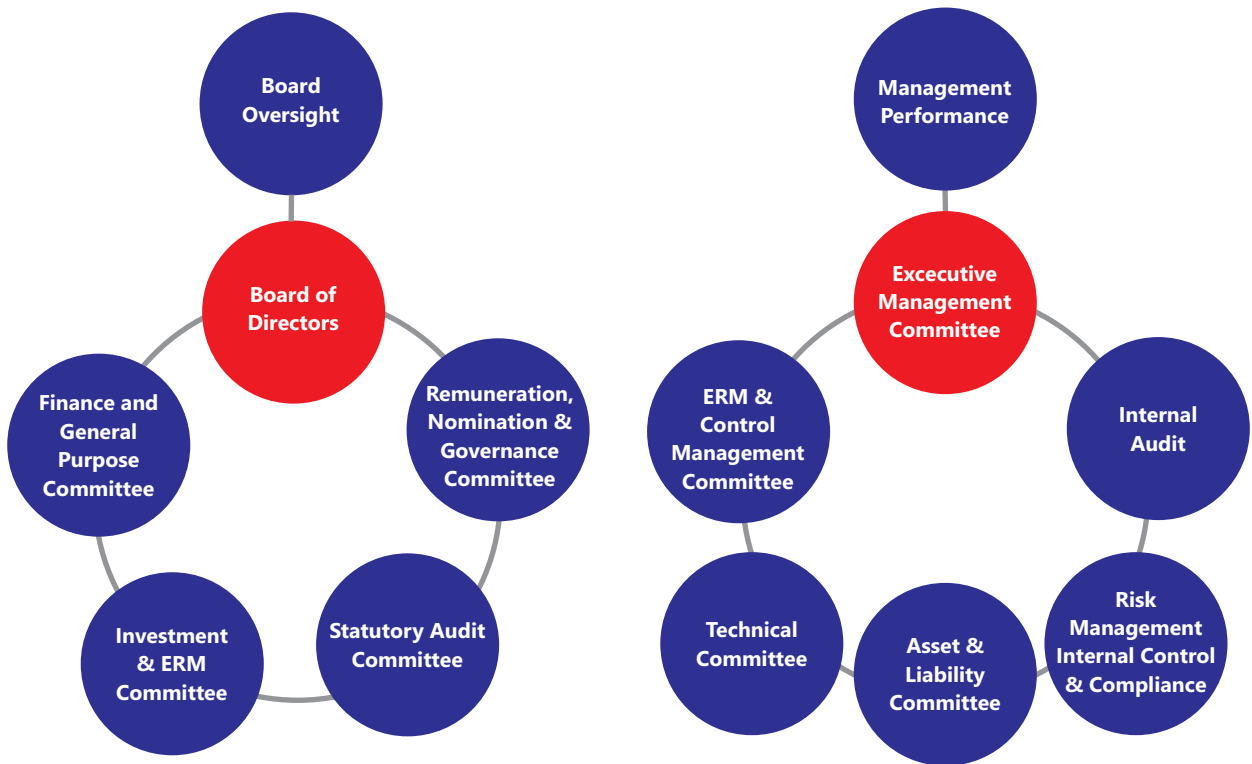 Board
Oversight
Board of
Directors
Finance and
General
Purpose
Committee
Remuneration,
Nomination &
Governance
Committee
Investment
& ERM
Committee
Statutory Audit
Committee
Management
Performance
Excecutive
Management
Committee
ERM &
Control
Management
Committee
Internal
Audit
Technical
Committee
Asset &
Liability
Committee
Risk
Management
Internal Control
& Compliance